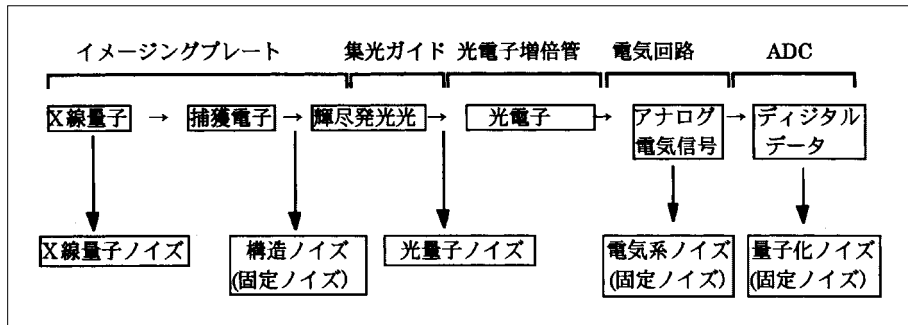 イメージングプレート 集光ガイド 光電子増倍管 電気回路 ADC
X線量子 → 捕獲電子 → 輝尽発光光 → 光電子 → アナログ電気信号 → ディジタルデータ
X線量子ノイズ
構造ノイズ
(固定ノイズ)
光量子ノイズ
電気系ノイズ
(固定ノイズ)
量子化ノイズ
(固定ノイズ)